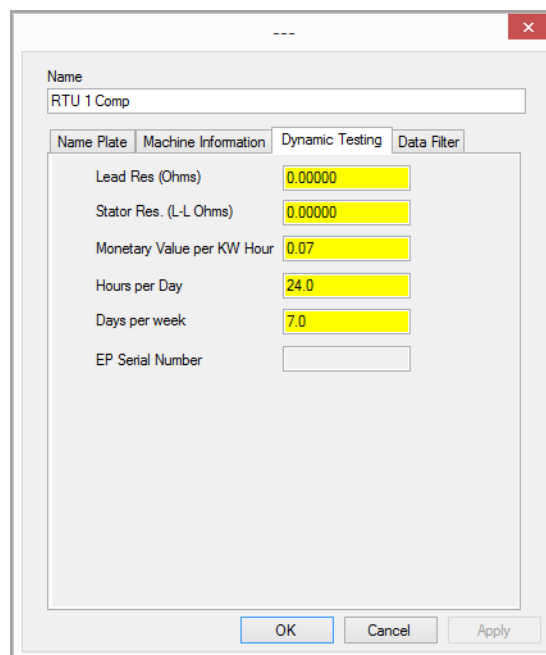 ---
Name
RTU 1 Comp
Name Plate Machine Information Dynamic Testing Data Filter
Lead Res (Ohms) 0.00000
Stator Res. (L-L Ohms) 0.00000
Monetary Value per KW Hour 0.07
Hours per Day 24.0
Days per week 7.0
EP Serial Number
OK Cancel Apply